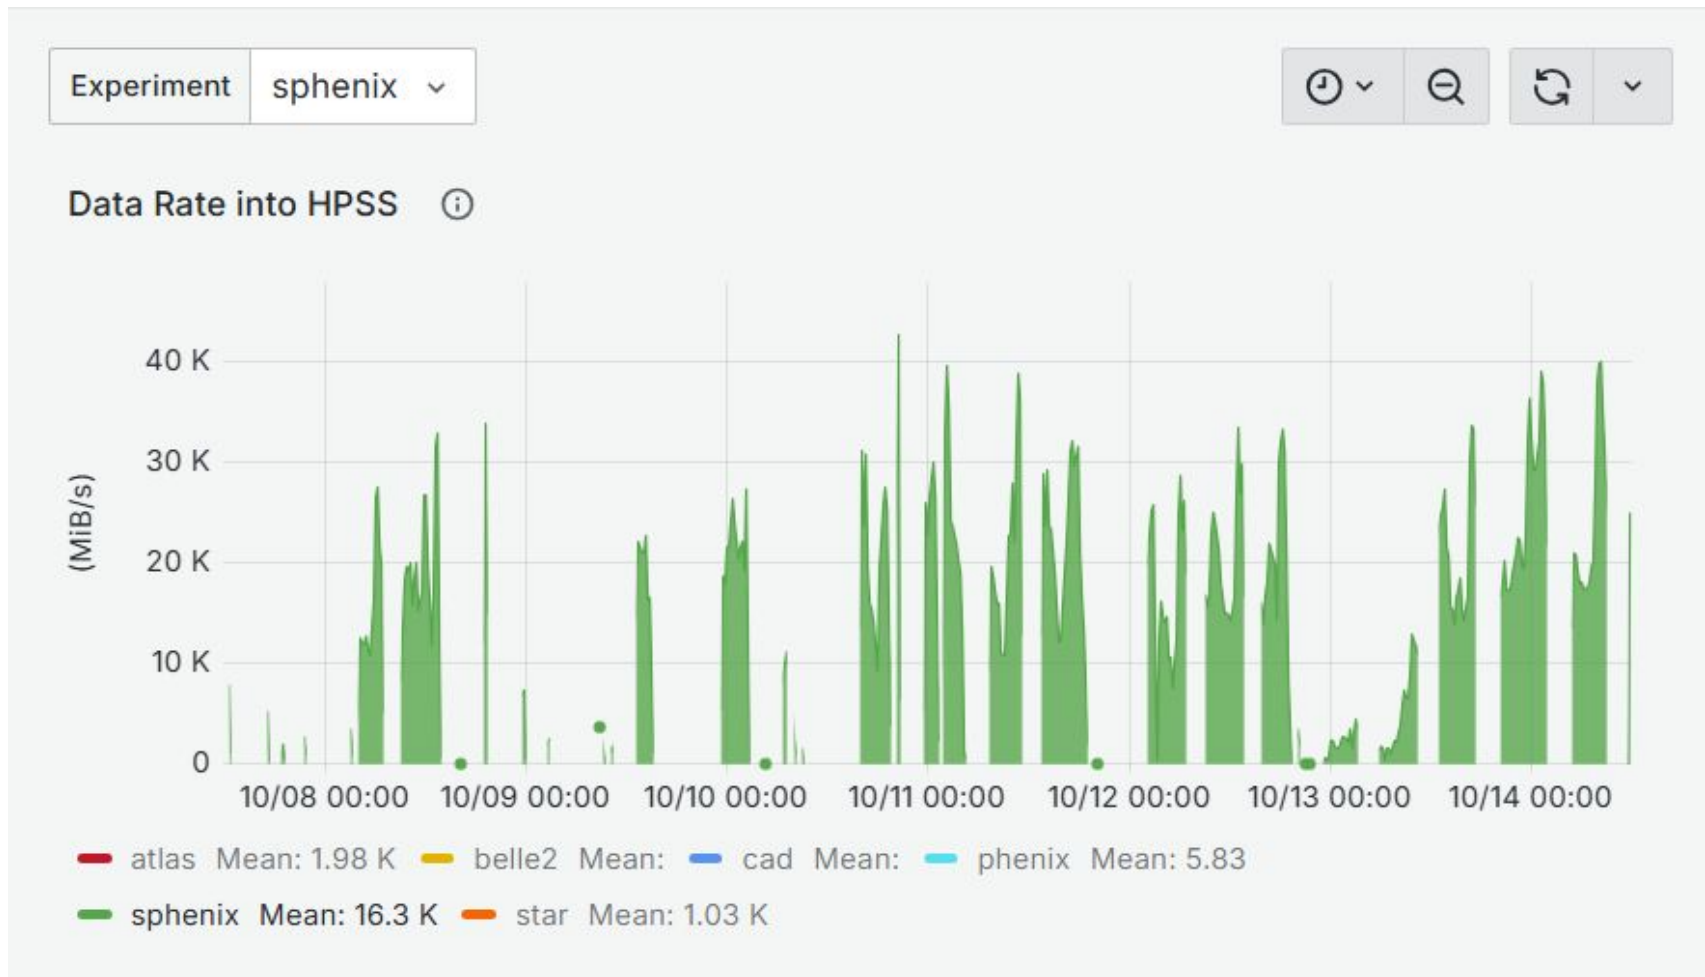 Experiment sphenix
Data Rate into HPSS
(MiB/s)
40 K
30 K
20 K
10 K
0
10/08 00:00 10/09 00:00 10/10 00:00 10/11 00:00 10/12 00:00 10/13 00:00 10/14 00:00
atlas Mean: 1.98 K belle2 Mean: cad Mean: phenix Mean: 5.83
sphenix Mean: 16.3 K star Mean: 1.03 K